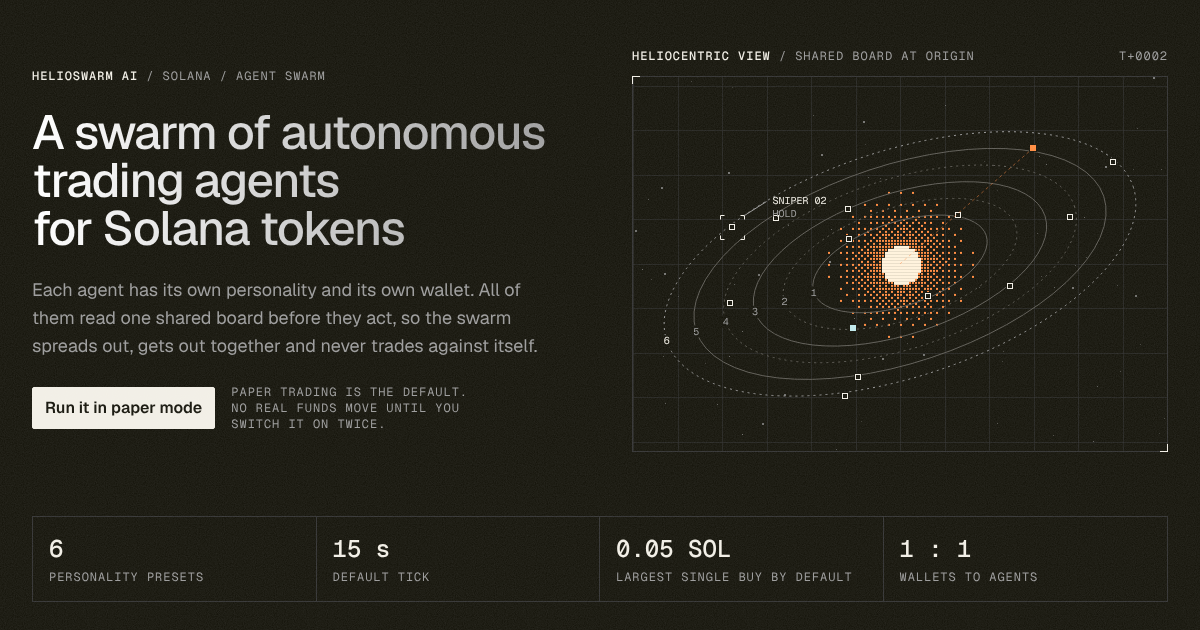 HELIOSWARM AI / SOLANA / AGENT SWARM
A swarm of autonomous
trading agents
for Solana tokens
Each agent has its own personality and its own wallet. All of
them read one shared board before they act, so the swarm
spreads out, gets out together and never trades against itself.
Run it in paper mode
PAPER TRADING IS THE DEFAULT.
NO REAL FUNDS MOVE UNTIL YOU
SWITCH IT ON TWICE.
HELIOCENTRIC VIEW / SHARED BOARD AT ORIGIN
T+0002
SNIPER 02
HOLD
1
2
3
4
5
6
6
PERSONALITY PRESETS
15 s
DEFAULT TICK
0.05 SOL
LARGEST SINGLE BUY BY DEFAULT
1 : 1
WALLETS TO AGENTS